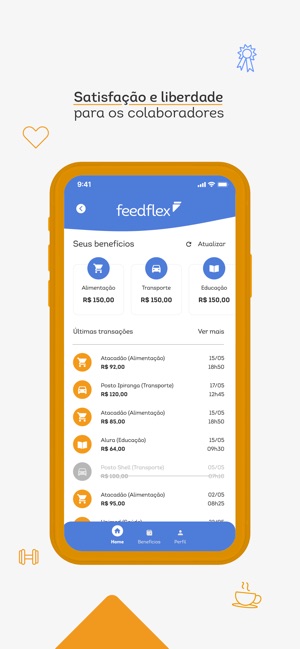 Satisfação e liberdade
para os colaboradores
9:41
feedflex
Seus benefícios
Atualizar
Alimentação
Transporte
Educação
R$ 150,00
R$ 150,00
R$ 150,00
Últimas transações
Ver mais
Atacadão (Alimentação)
15/05
R$ 92,00
18h50
Posto Ipiranga (Transporte)
17/05
R$ 120,00
12h45
Atacadão (Alimentação)
15/05
R$ 85,00
18h50
Alura (Educação)
15/05
R$ 64,00
09h30
Posto Shell (Transporte)
05/05
R$ 100,00
Atacadão (Alimentação)
02/05
R$ 95,00
08h25
Home
Benefícios
Perfil